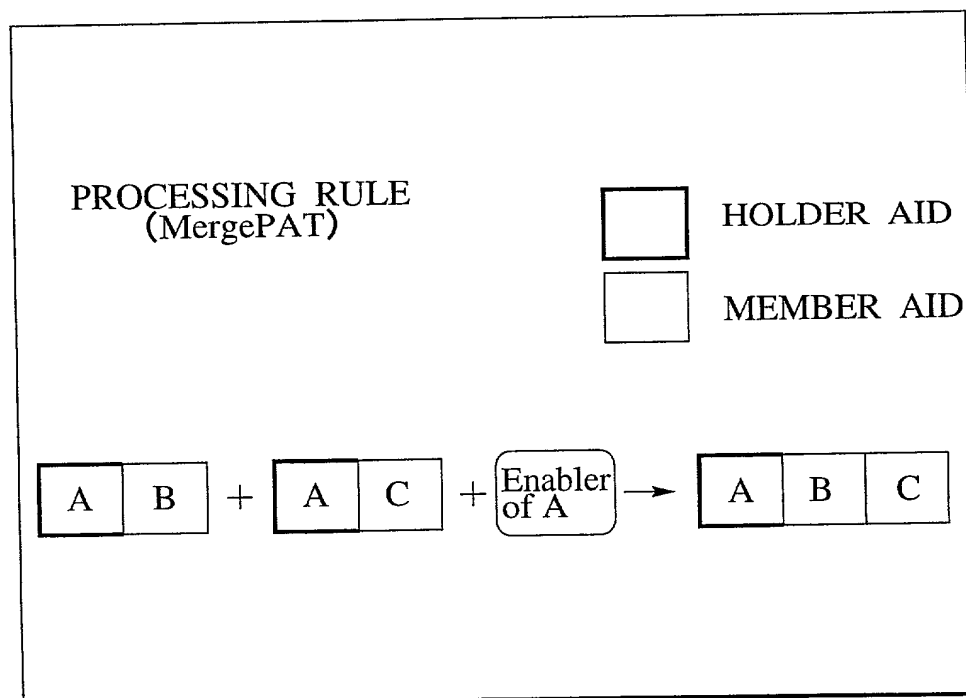 PROCESSING RULE
(MergePAT)
HOLDER AID
MEMBER AID
A B + A C + Enabler of A → A B C